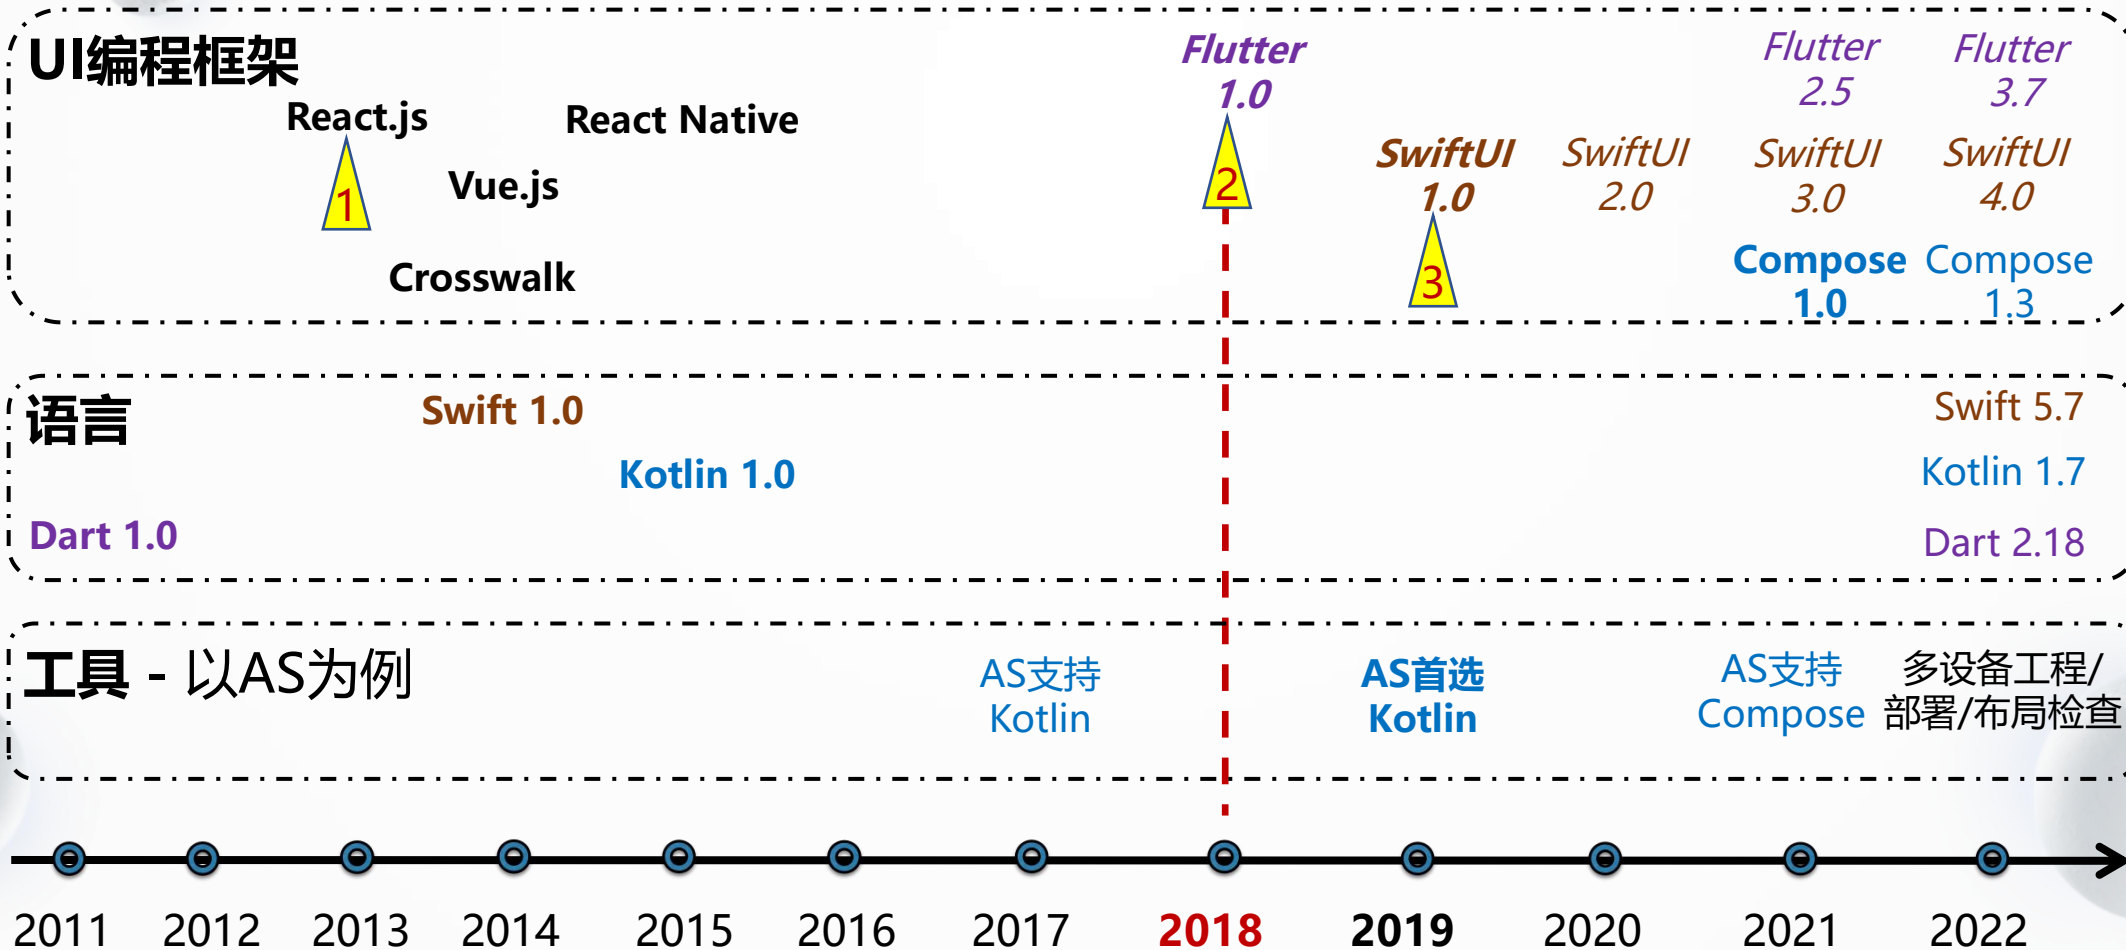 UI编程框架
React.js
React Native
Vue.js
Crosswalk
1
Flutter
1.0
2
SwiftUI
1.0
3
SwiftUI
2.0
Flutter
2.5
SwiftUI
3.0
Compose
1.0
Flutter
3.7
SwiftUI
4.0
Compose
1.3
语言
Swift 1.0
Kotlin 1.0
Dart 1.0
Swift 5.7
Kotlin 1.7
Dart 2.18
工具 - 以AS为例
AS支持
Kotlin
AS首选
Kotlin
AS支持
Compose
多设备工程/
部署/布局检查
2011 2012 2013 2014 2015 2016 2017 2018 2019 2020 2021 2022